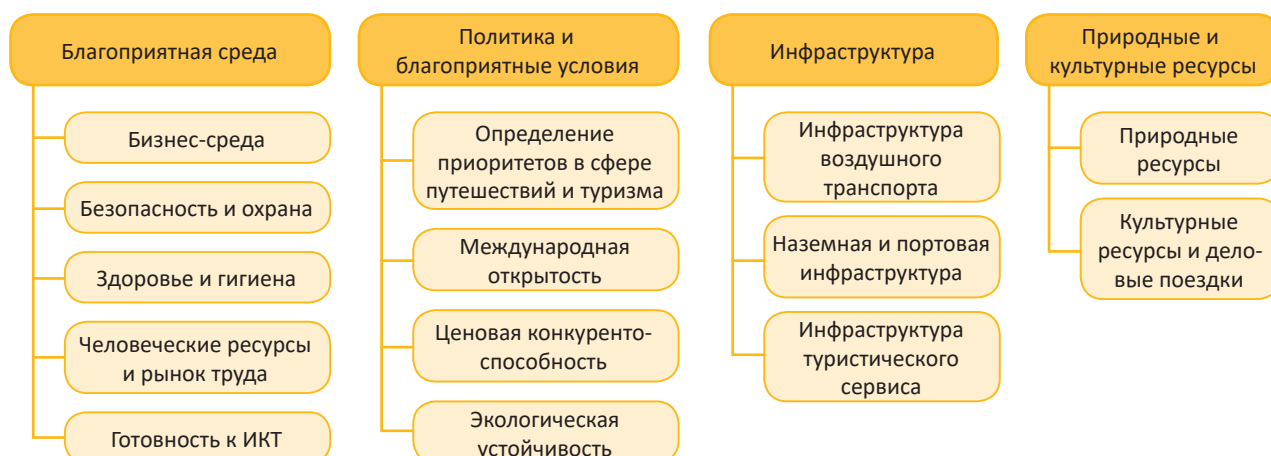 Благоприятная среда
Бизнес-среда
Безопасность и охрана
Здоровье и гигиена
Человеческие ресурсы
и рынок труда
Готовность к ИКТ
Политика и
благоприятные условия
Определение
приоритетов в сфере
путешествий и туризма
Международная
открытость
Ценовая конкуренто-
способность
Экологическая
устойчивость
Инфраструктура
Инфраструктура
воздушного
транспорта
Наземная и портовая
инфраструктура
Инфраструктура
туристического
сервиса
Природные и
культурные ресурсы
Природные
ресурсы
Культурные
ресурсы и дело-
вые поездки